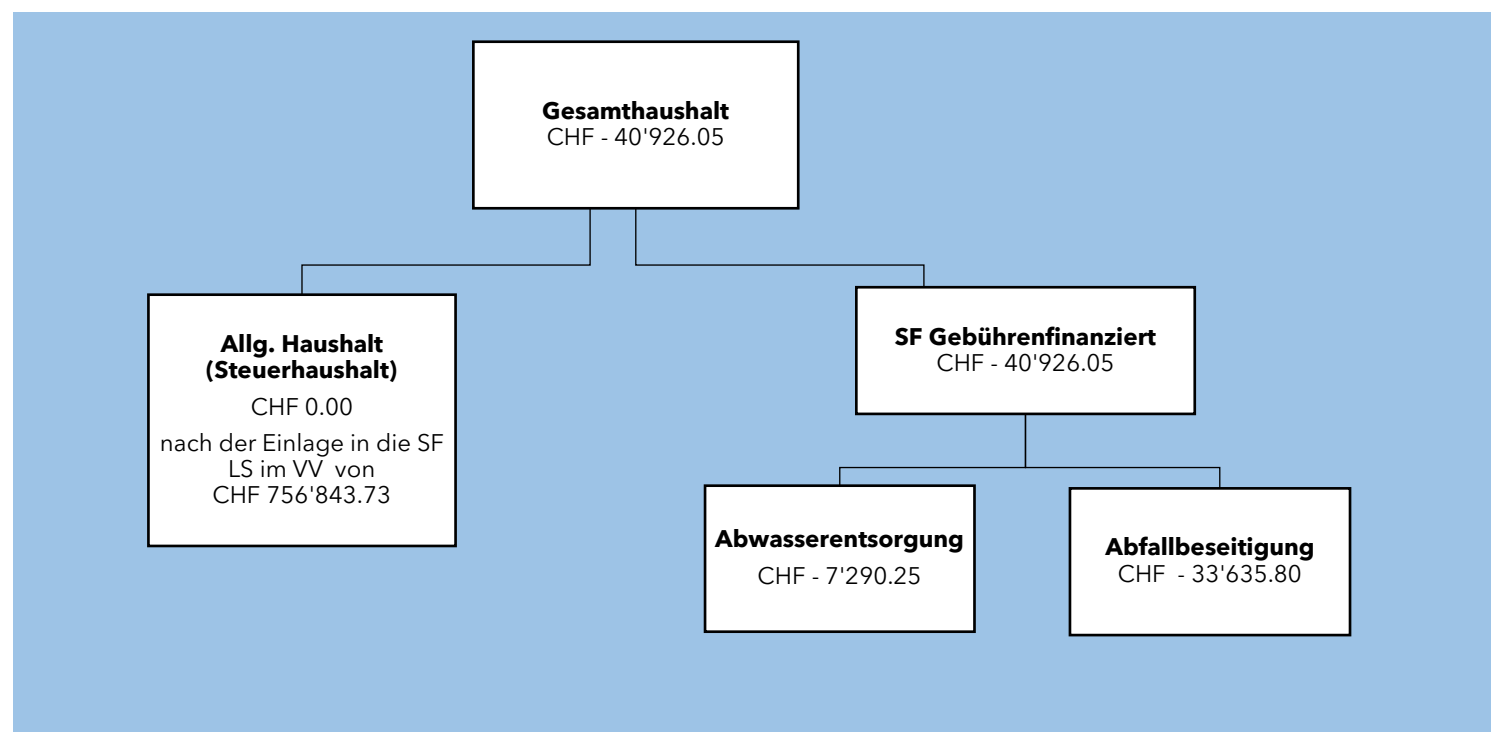 Gesamthaushalt
CHF - 40'926.05
Allg. Haushalt
(Steuerhaushalt)
CHF 0.00
nach der Einlage in die SF
LS im VV  von
CHF 756'843.73
SF Gebührenfinanziert
CHF - 40'926.05
Abwasserentsorgung
CHF - 7'290.25
Abfallbeseitigung
CHF  - 33'635.80